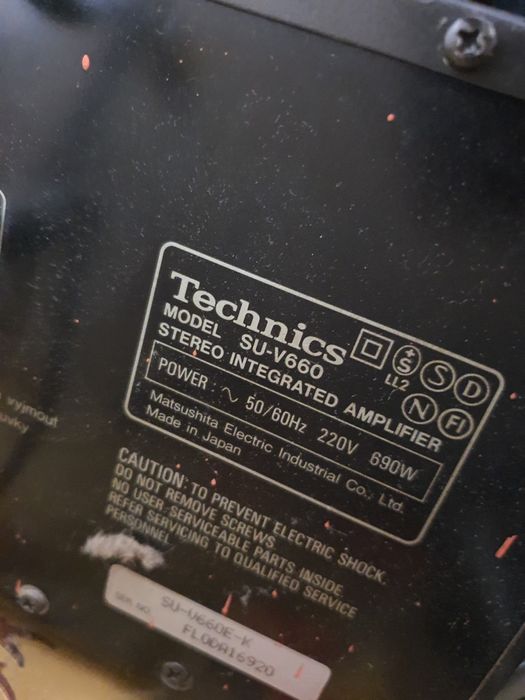 Technics
MODEL SU-V660
STEREO INTEGRATED AMPLIFIER
LL2
S
D
N
FI
POWER ~ 50/60Hz 220V 690W
Matsushita Electric Industrial Co., Ltd.
Made in Japan
vyjmout
CAUTION: TO PREVENT ELECTRIC SHOCK
DO NOT REMOVE SCREWS.
NO USER-SERVICEABLE PARTS INSIDE
REFER SERVICING TO QUALIFIED SERVICE
PERSONNEL
SER. NO. SU-V660E-K
FL0DA16920